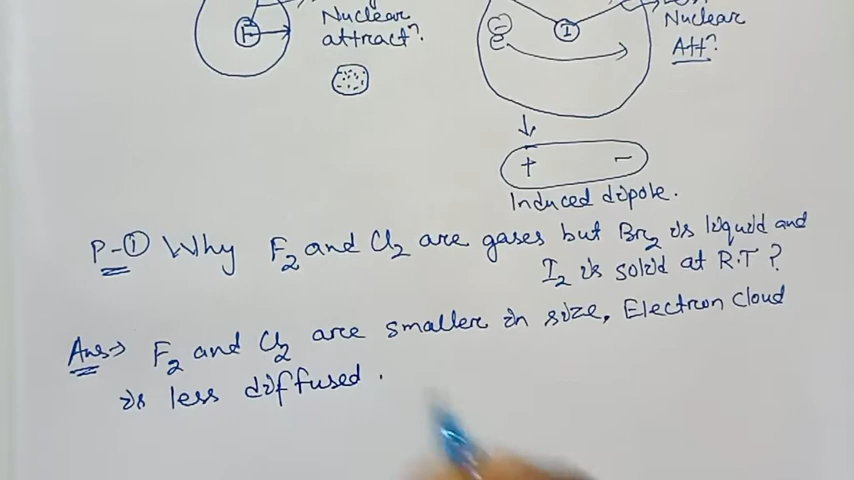 Nuclear
attract?
F
Nuclear
Att?
I
+ −
Induced dipole.
P-① Why F₂ and Cl₂ are gases but Br₂ is liquid and
I₂ is solid at R.T ?
Ans→ F₂ and Cl₂ are smaller in size, Electron cloud
is less diffused.